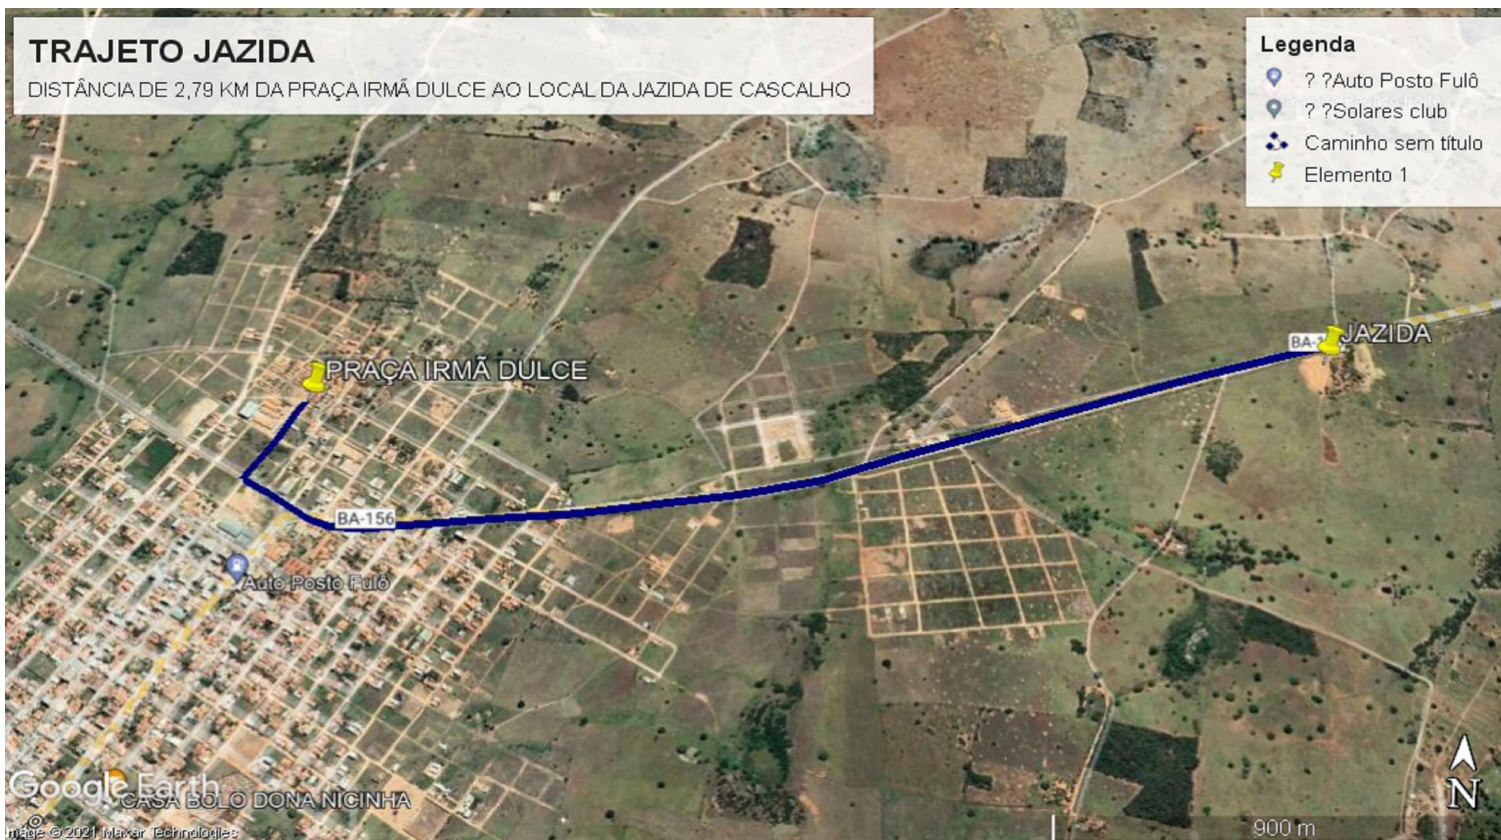 TRAJETO JAZIDA
DISTÂNCIA DE 2,79 KM DA PRAÇA IRMÃ DULCE AO LOCAL DA JAZIDA DE CASCALHO
Legenda
? ?Auto Posto Fulô
? ?Solares club
Caminho sem título
Elemento 1
JAZIDA
PRAÇA IRMÃ DULCE
BA-156
Auto Posto Fulô
Google Earth
CASA BOLO DONA NICINHA
N
900 m
Image © 2021 Maxar Technologies